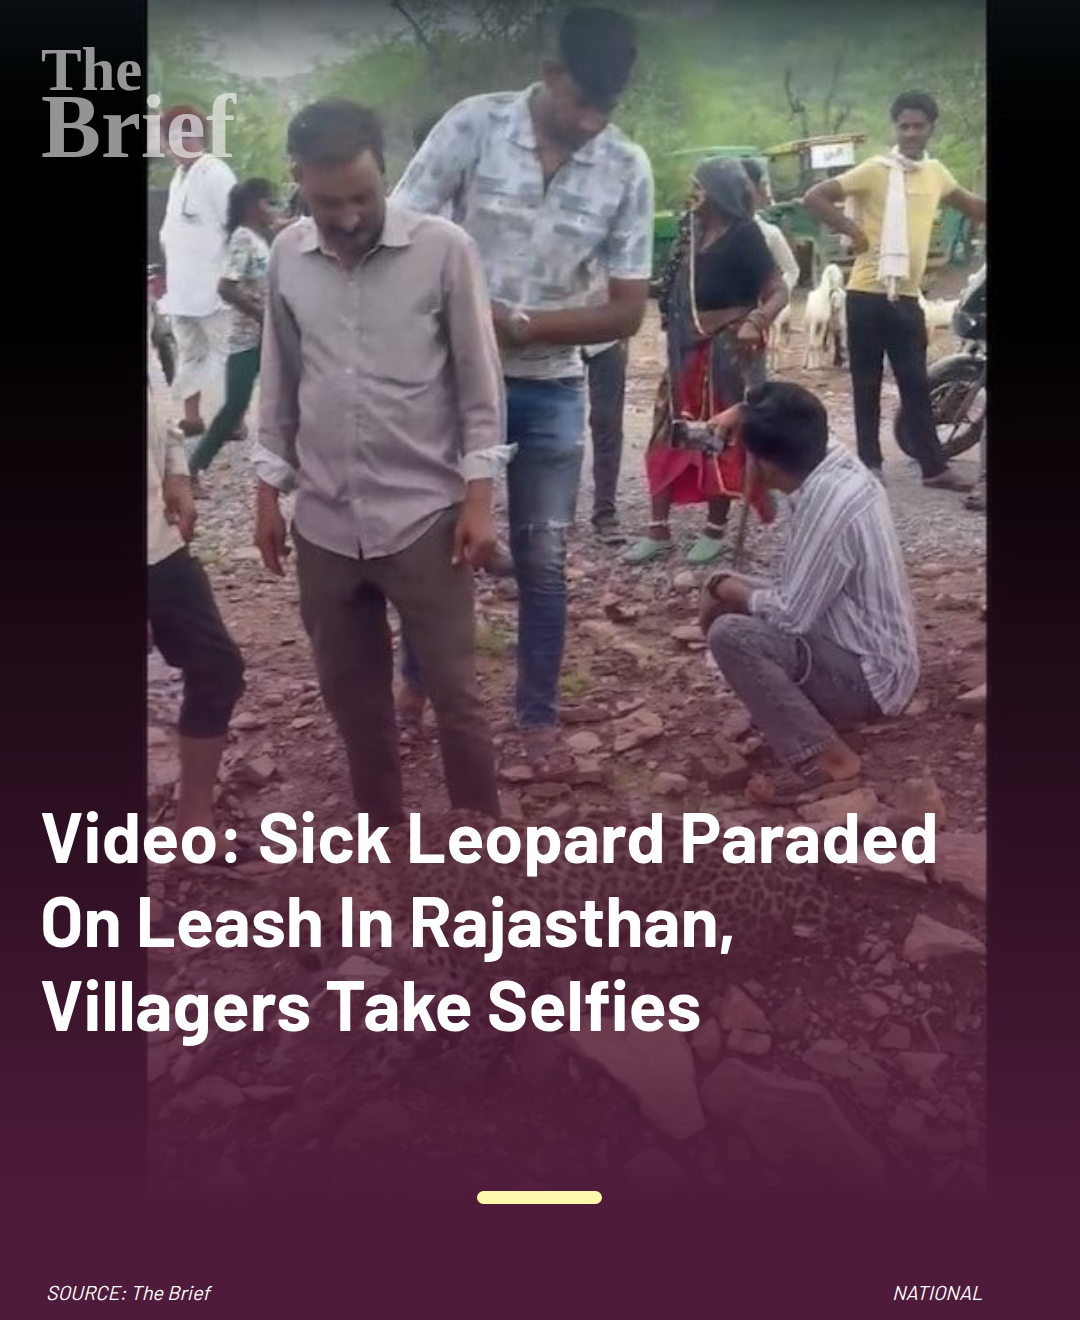 The
Brief
Video: Sick Leopard Paraded
On Leash In Rajasthan,
Villagers Take Selfies
SOURCE: The Brief
NATIONAL